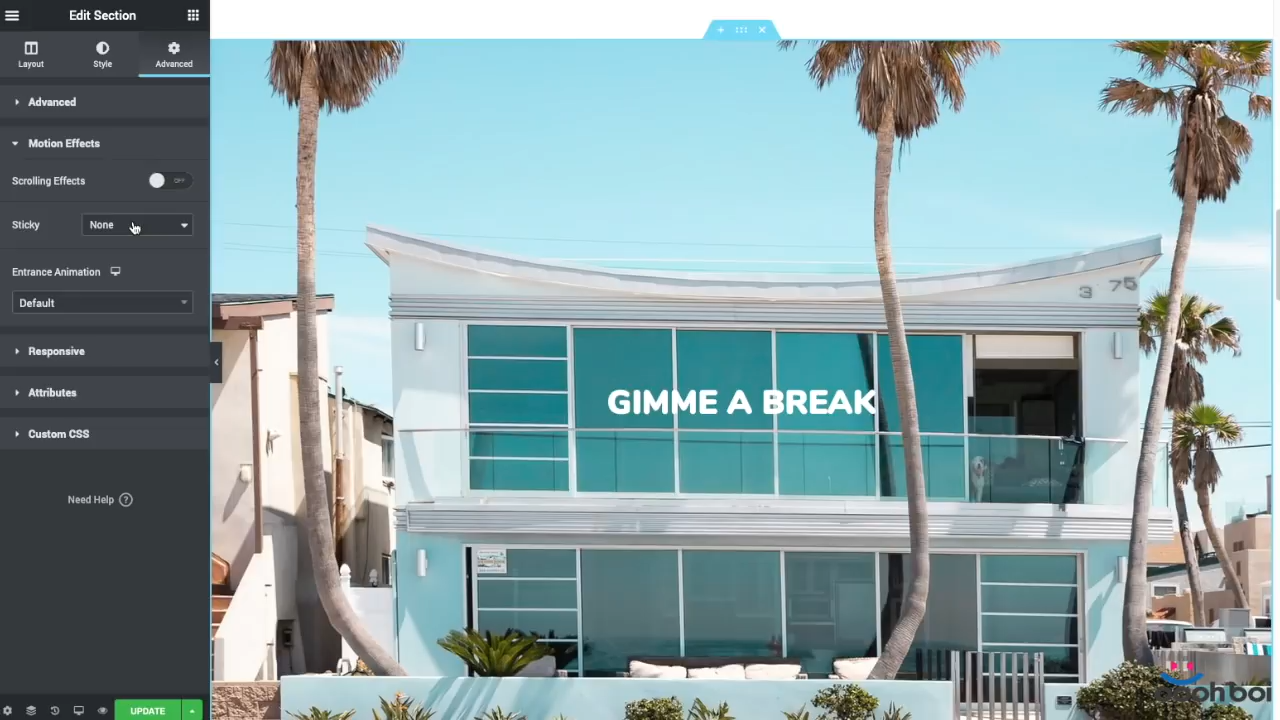 Edit Section
Layout
Style
Advanced
Advanced
Motion Effects
Scrolling Effects
OFF
Sticky
None
Entrance Animation
Default
Responsive
Attributes
Custom CSS
Need Help
UPDATE
3 75
GIMME A BREAK